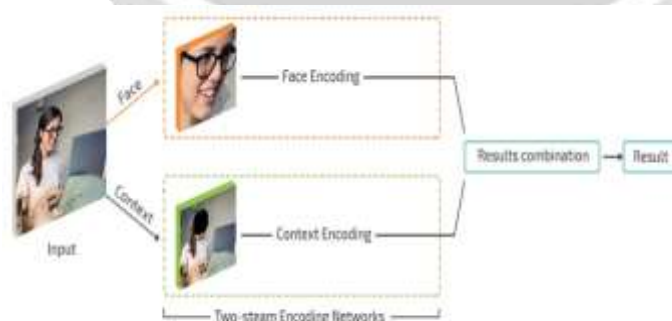 Face
Face Encoding
Results combination
Result
Context
Context Encoding
Input
Two-steam Encoding Networks